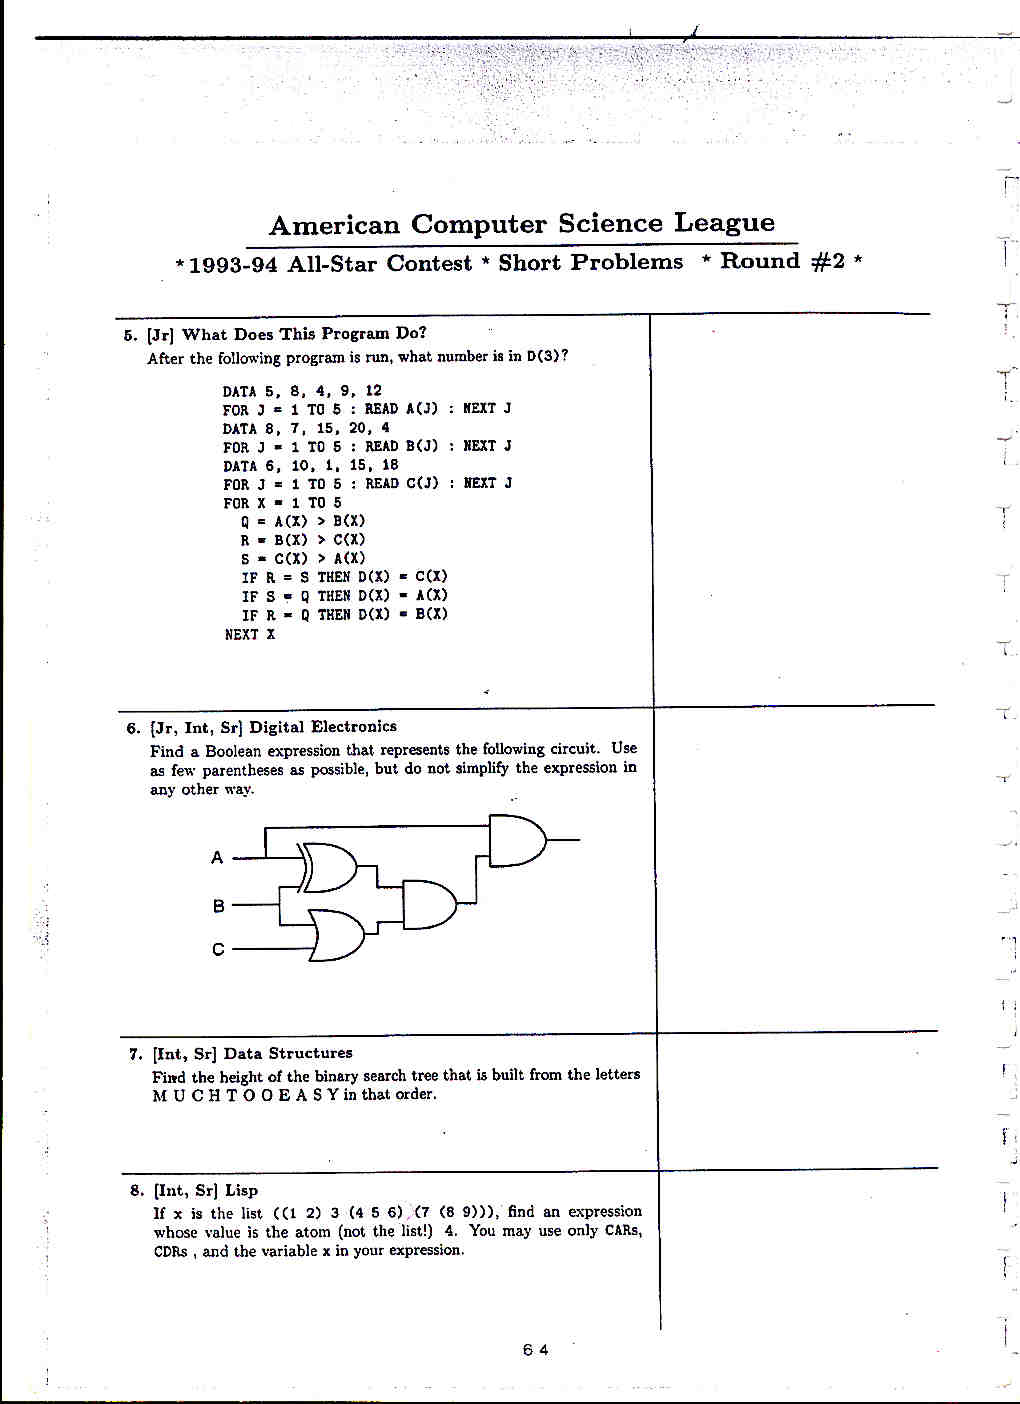 American Computer Science League
*1993-94 All-Star Contest * Short Problems * Round #2 *
5. [Jr] What Does This Program Do?
After the following program is run, what number is in D(3)?
DATA 5, 8, 4, 9, 12
FOR J = 1 TO 5 : READ A(J) : NEXT J
DATA 8, 7, 15, 20, 4
FOR J = 1 TO 5 : READ B(J) : NEXT J
DATA 6, 10, 1, 15, 18
FOR J = 1 TO 5 : READ C(J) : NEXT J
FOR X = 1 TO 5
Q = A(X) > B(X)
R = B(X) > C(X)
S = C(X) > A(X)
IF R = S THEN D(X) = C(X)
IF S = Q THEN D(X) = A(X)
IF R = Q THEN D(X) = B(X)
NEXT X
6. [Jr, Int, Sr] Digital Electronics
Find a Boolean expression that represents the following circuit. Use
as few parentheses as possible, but do not simplify the expression in
any other way.
A
B
C
7. [Int, Sr] Data Structures
Find the height of the binary search tree that is built from the letters
M U C H T O O E A S Y in that order.
8. [Int, Sr] Lisp
If x is the list ((1 2) 3 (4 5 6) (7 (8 9))), find an expression
whose value is the atom (not the list!) 4. You may use only CARs,
CDRs , and the variable x in your expression.
6 4